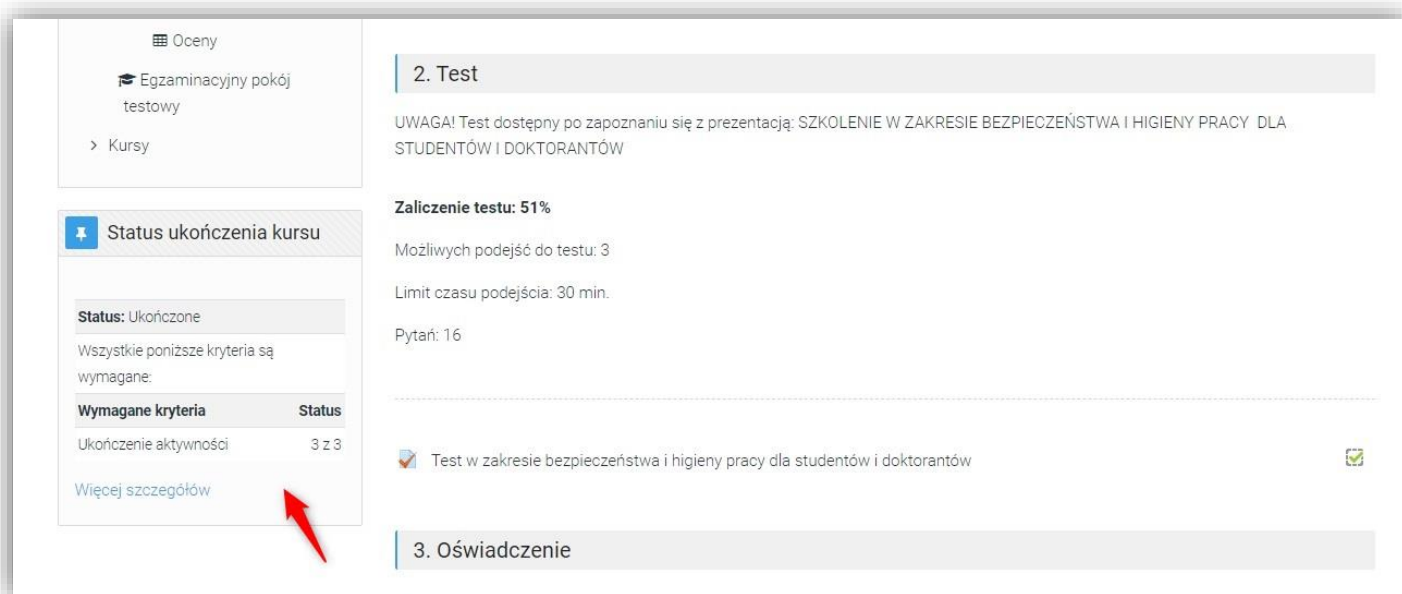 Oceny
Egzaminacyjny pokój
testowy
Kursy
Status ukończenia kursu
Status: Ukończone
Wszystkie poniższe kryteria są
wymagane:
Wymagane kryteria Status
Ukończenie aktywności 3 z 3
Więcej szczegółów
2. Test
UWAGA! Test dostępny po zapoznaniu się z prezentacją: SZKOLENIE W ZAKRESIE BEZPIECZEŃSTWA I HIGIENY PRACY DLA
STUDENTÓW I DOKTORANTÓW
Zaliczenie testu: 51%
Możliwych podejść do testu: 3
Limit czasu podejścia: 30 min.
Pytań: 16
Test w zakresie bezpieczeństwa i higieny pracy dla studentów i doktorantów
3. Oświadczenie